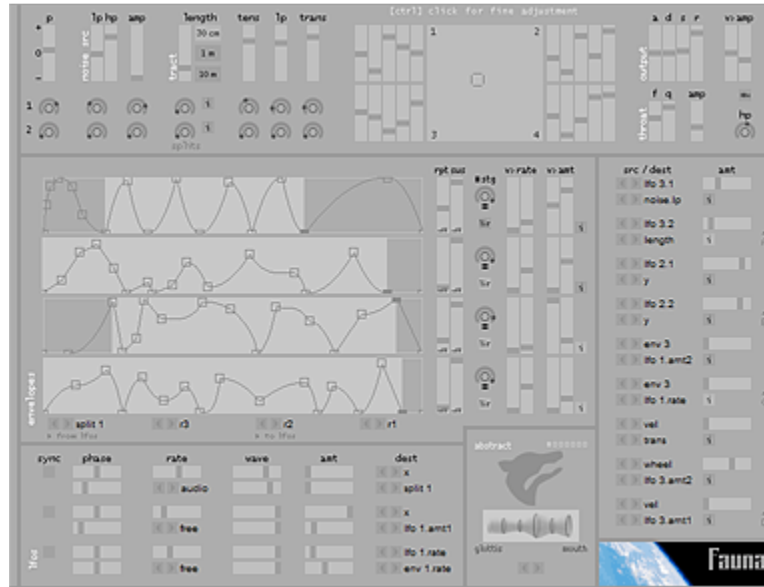 [ctrl] click for fine adjustment
p lp hp amp length tens lp trans
noise src
tract
30 cm
1 m
10 m
+
0
-
1 i
2 i
splits
1 2
3 4
output
a d s r v> amp
throat
f q amp
hp
envelopes
rpt sus # stg v> rate v> amt
%r i
%r i
%r i
%r i
split 1 r3 r2 r1
from lfos to lfos
src / dest amt
lfo 3.1
noise.lp i
lfo 3.2
length i
lfo 2.1
y i
lfo 2.2
y i
env 3
lfo 1.amt2 i
env 3
lfo 1.rate i
vel
trans i
wheel
lfo 3.amt2 i
vel
lfo 3.amt1 i
lfos
sync phase rate wave amt dest
x
audio split 1
x
free lfo 1.amt1
lfo 1.rate
free env 1.rate
abstract
glottis mouth
Fauna